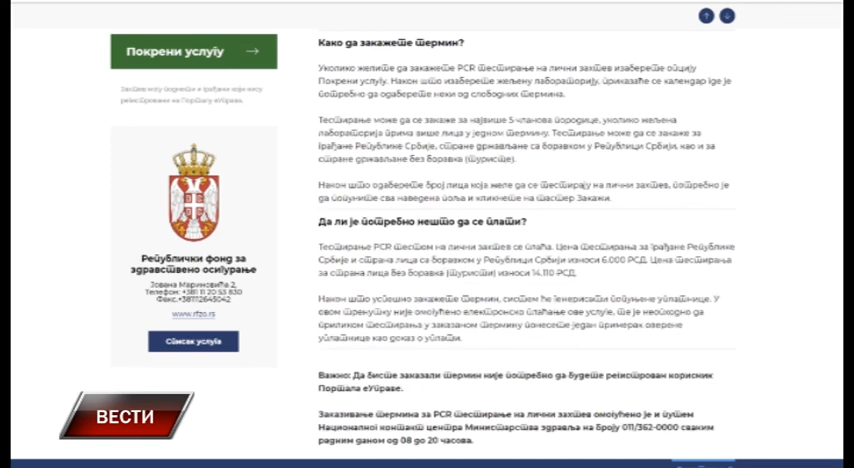 Покрени услугу
Захтев могу поднети и грађани који нису
регистровани на Порталу еУправа.
Републички фонд за
здравствено осигурање
Јована Мариновића 2,
Телефон: +381 11 20 53 830
Факс.+381112645042
www.rfzo.rs
Списак услуга
Како да закажете термин?
Уколико желите да закажете PCR тестирање на лични захтев изаберете опцију
Покрени услугу. Након што изаберете жељену лабораторију, приказаће се календар где је
потребно да одаберете неки од слободних термина.
Тестирање може да се закаже за највише 5 чланова породице, уколико жељена
лабораторија прима више лица у једном термину. Тестирање може да се закаже за
грађане Републике Србије, стране држављане са боравком у Републици Србији, као и за
стране држављане без боравка (туристе).
Након што одаберете број лица која желе да се тестирају на лични захтев, потребно је
да попуните сва наведена поља и кликнете на тастер Закажи.
Да ли је потребно нешто да се плати?
Тестирање PCR тестом на лични захтев се плаћа. Цена тестирања за грађане Републике
Србије и страна лица са боравком у Републици Србији износи 6.000 РСД. Цена тестирања
за страна лица без боравка (туристи) износи 14.110 РСД.
Након што успешно закажете термин, систем ће генерисати попуњене уплатнице. У
овом тренутку није омогућено електронско плаћање ове услуге, те је неопходно да
приликом тестирања у заказаном термину понесете један примерак оверене
уплатнице као доказ о уплати.
Важно: Да бисте заказали термин није потребно да будете регистрован корисник
Портала еУправе.
Заказивање термина за PCR тестирање на лични захтев омогућено је и путем
Националног контакт центра Министарства здравља на броју 011/362-0000 сваким
радним даном од 08 до 20 часова.
ВЕСТИ